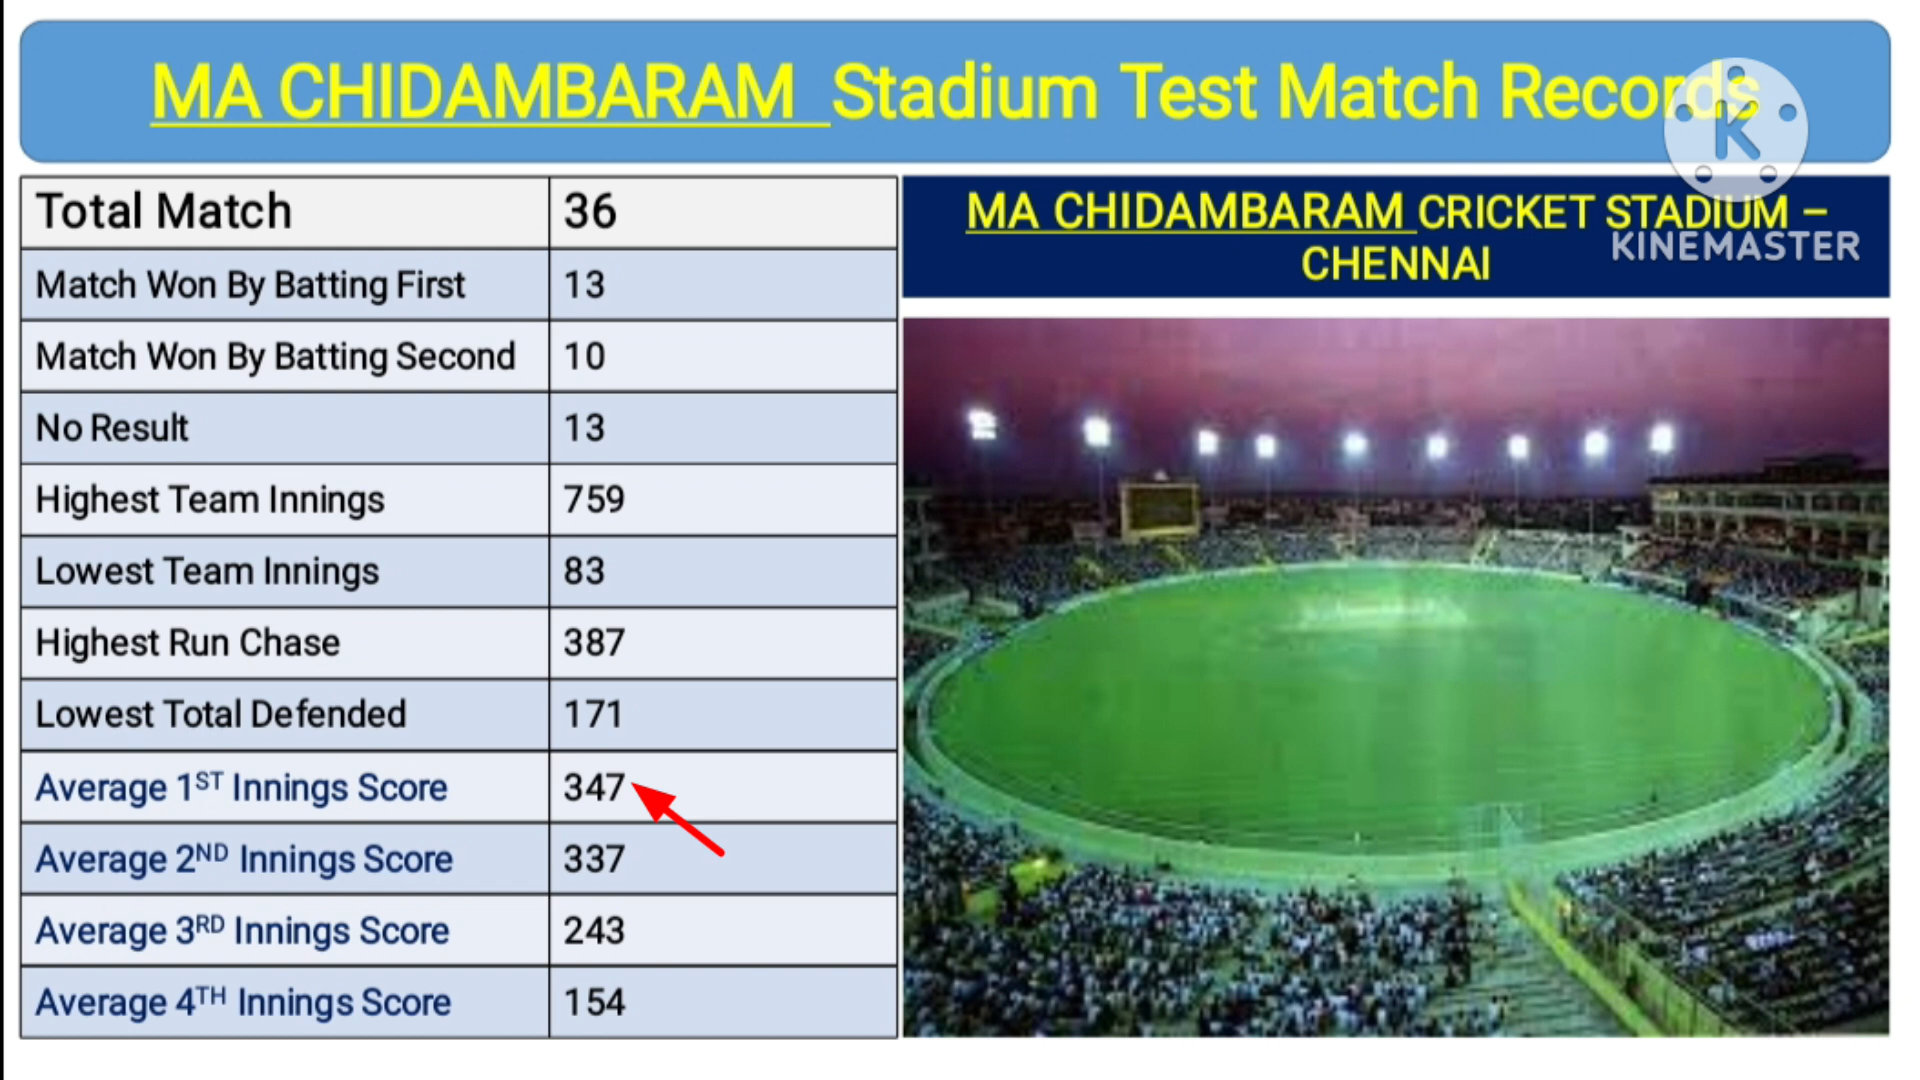 MA CHIDAMBARAM Stadium Test Match Records
Total Match 36
Match Won By Batting First 13
Match Won By Batting Second 10
No Result 13
Highest Team Innings 759
Lowest Team Innings 83
Highest Run Chase 387
Lowest Total Defended 171
Average 1ST Innings Score 347
Average 2ND Innings Score 337
Average 3RD Innings Score 243
Average 4TH Innings Score 154
MA CHIDAMBARAM CRICKET STADIUM –
CHENNAI
K
KINEMASTER